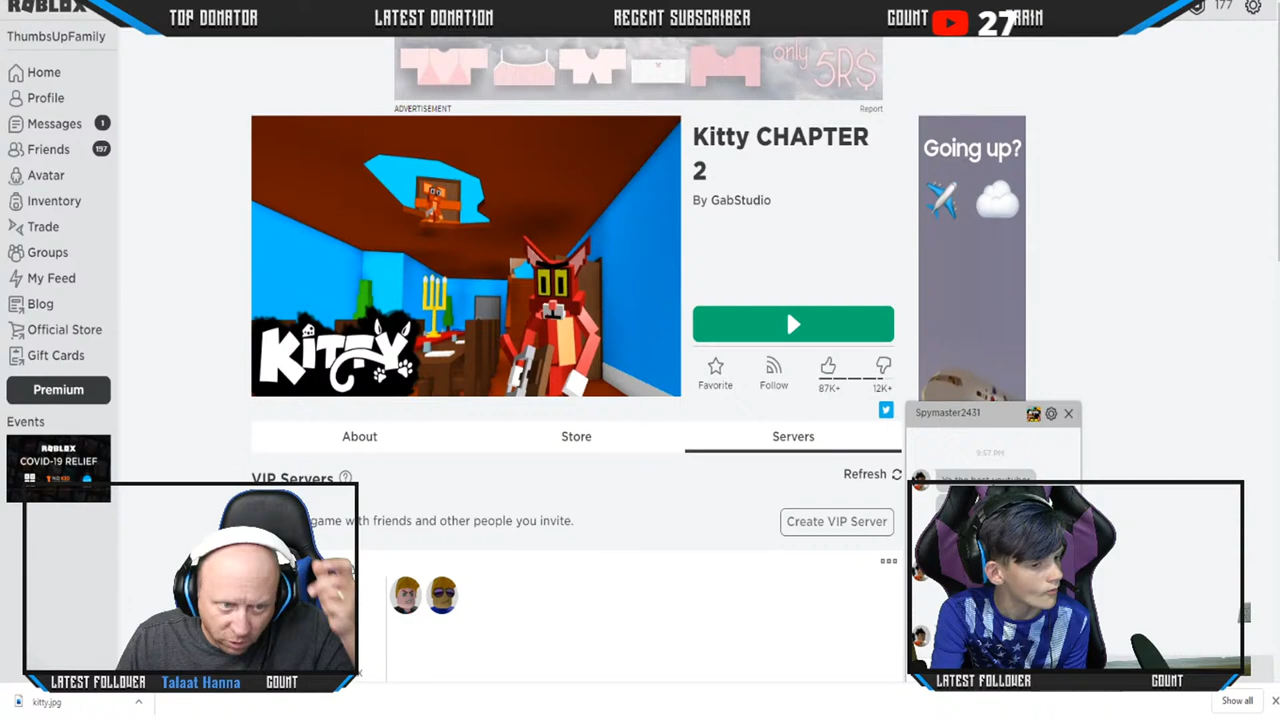 TOP DONATOR
LATEST DONATION
RECENT SUBSCRIBER
COUNT
27
ROBLOX
177
ThumbsUpFamily
Home
Profile
Messages 1
Friends 197
Avatar
Inventory
Trade
Groups
My Feed
Blog
Official Store
Gift Cards
Premium
Events
ROBLOX
COVID-19 RELIEF
only
5R$
ADVERTISEMENT
Report
KITTY
Kitty CHAPTER
2
By GabStudio
Favorite
Follow
87K+
12K+
Going up?
About
Store
Servers
VIP Servers
Refresh
game with friends and other people you invite.
Create VIP Server
Spymaster2431
9:57 PM
LATEST FOLLOWER Talaat Hanna COUNT
LATEST FOLLOWER COUNT
kitty.jpg
Show all